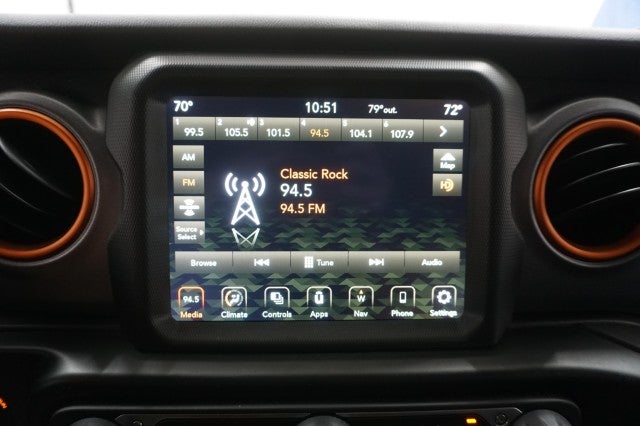 70° 10:51 79°out. 72°
1 2 3 4 5 6
99.5 105.5 101.5 94.5 104.1 107.9
AM
Map
FM
Classic Rock
94.5
94.5 FM
Source
Select
Browse Tune Audio
94.5 W
Media Climate Controls Apps Nav Phone Settings